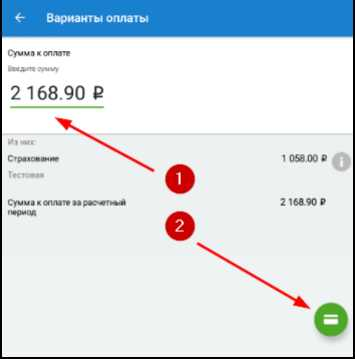 Варианты оплаты
Сумма к оплате
Введите сумму
2 168.90 ₽
Из них:
Страхование 1 058.00 ₽
Тестовая
1
Сумма к оплате за расчетный 2 168.90 ₽
период
2